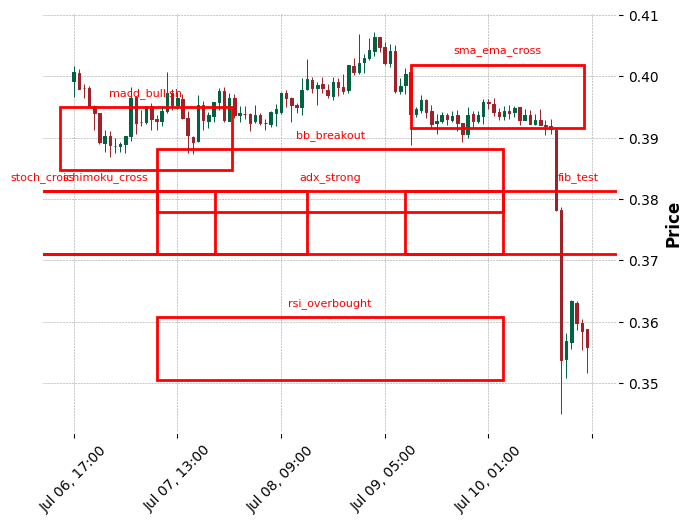 0.41
sma_ema_cross
0.40
macd_bullish
bb_breakout
0.39
stoch_cross
ichimoku_cross
adx_strong
fib_test
0.38
Price
0.37
rsi_overbought
0.36
0.35
Jul 06, 17:00
Jul 07, 13:00
Jul 08, 09:00
Jul 09, 05:00
Jul 10, 01:00